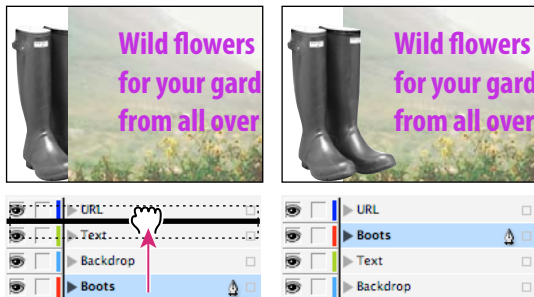 Wild flowers
for your gard
from all over
Wild flowers
for your gard
from all over
URL
Text
Backdrop
Boots
URL
Boots
Text
Backdrop